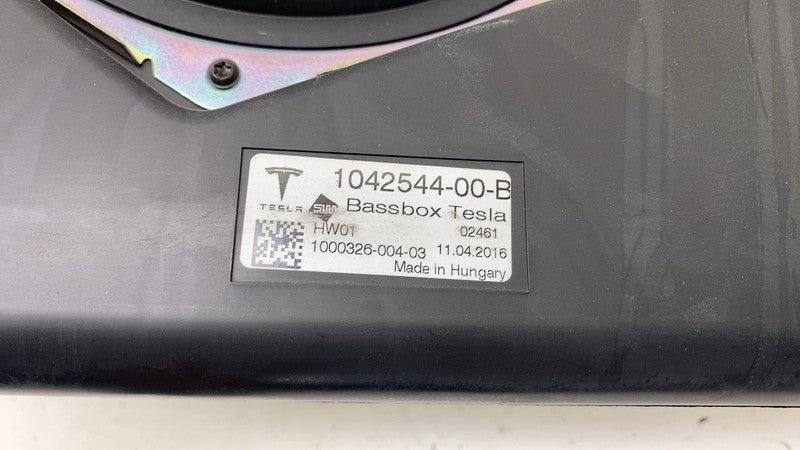 1042544-00-B
TESLA Bassbox Tesla
HW01 02461
1000326-004-03 11.04.2016
Made in Hungary